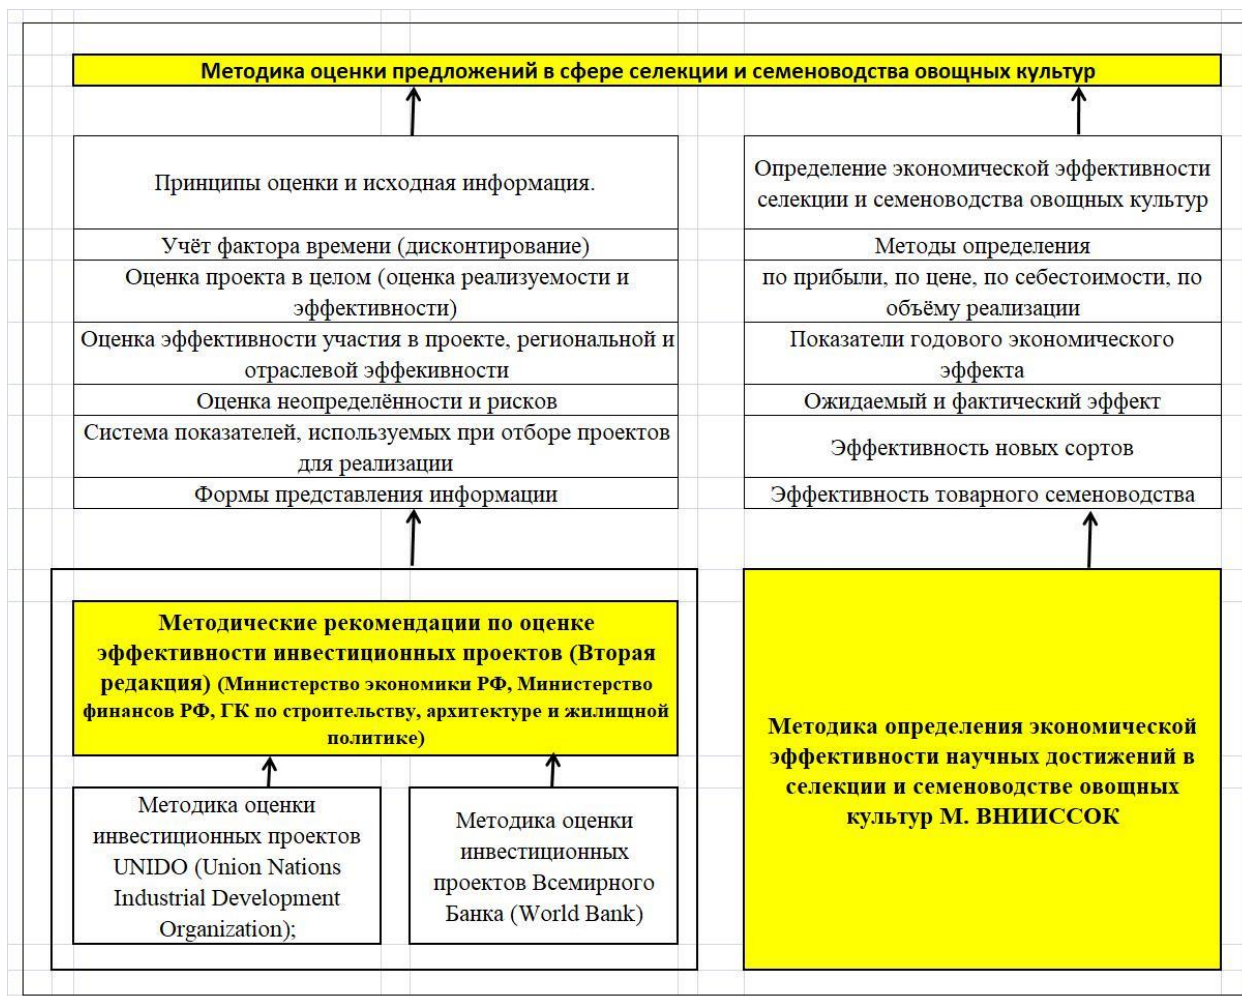 Методика оценки предложений в сфере селекции и семеноводства овощных культур
Принципы оценки и исходная информация.
Учёт фактора времени (дисконтирование)
Оценка проекта в целом (оценка реализуемости и
эффективности)
Оценка эффективности участия в проекте, региональной и
отраслевой эффекивности
Оценка неопределённости и рисков
Система показателей, используемых при отборе проектов
для реализации
Формы представления информации
Определение экономической эффективности
селекции и семеноводства овощных культур
Методы определения
по прибыли, по цене, по себестоимости, по
объёму реализации
Показатели годового экономического
эффекта
Ожидаемый и фактический эффект
Эффективность новых сортов
Эффективность товарного семеноводства
Методические рекомендации по оценке
эффективности инвестиционных проектов (Вторая
редакция) (Министерство экономики РФ, Министерство
финансов РФ, ГК по строительству, архитектуре и жилищной
политике)
Методика оценки
инвестиционных проектов
UNIDO (Union Nations
Industrial Development
Organization);
Методика оценки
инвестиционных
проектов Всемирного
Банка (World Bank)
Методика определения экономической
эффективности научных достижений в
селекции и семеноводстве овощных
культур М. ВНИИССОК